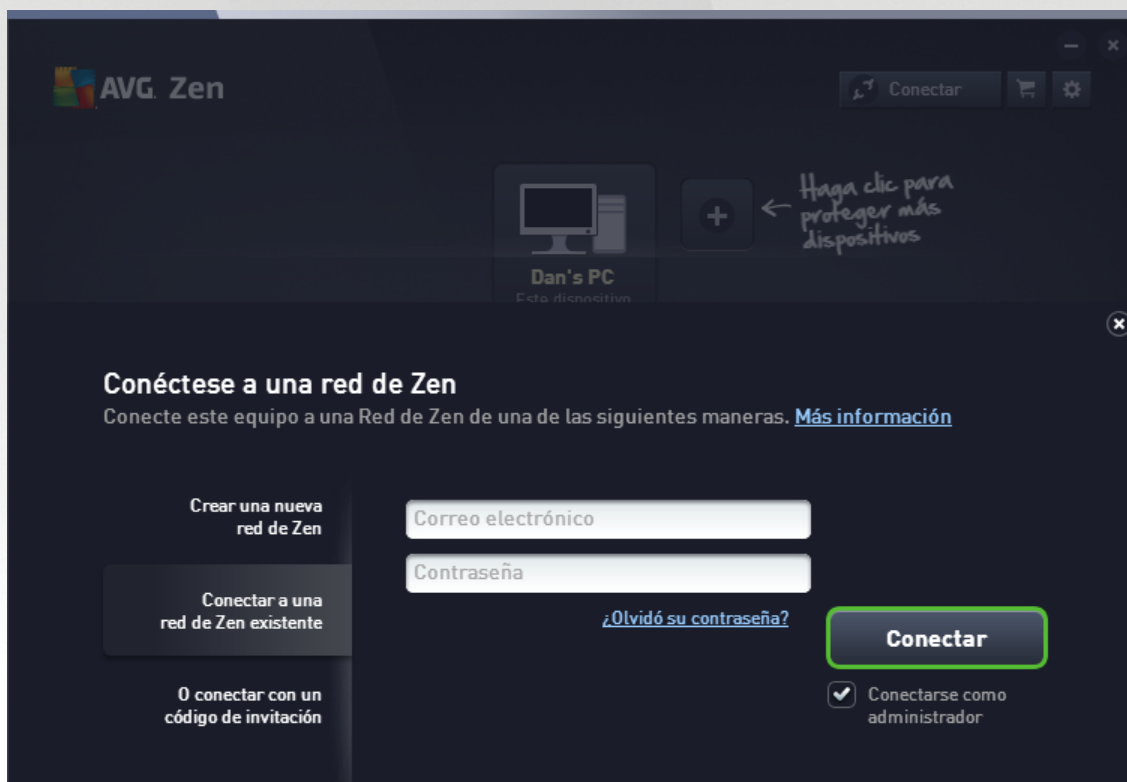 AVG. Zen
Conectar
Haga clic para
proteger más
dispositivos
Dan's PC
Este dispositivo
Conéctese a una red de Zen
Conecte este equipo a una Red de Zen de una de las siguientes maneras. Más información
Crear una nueva
red de Zen
Correo electrónico
Contraseña
Conectar a una
red de Zen existente
¿Olvidó su contraseña?
Conectar
O conectar con un
código de invitación
Conectarse como
administrador